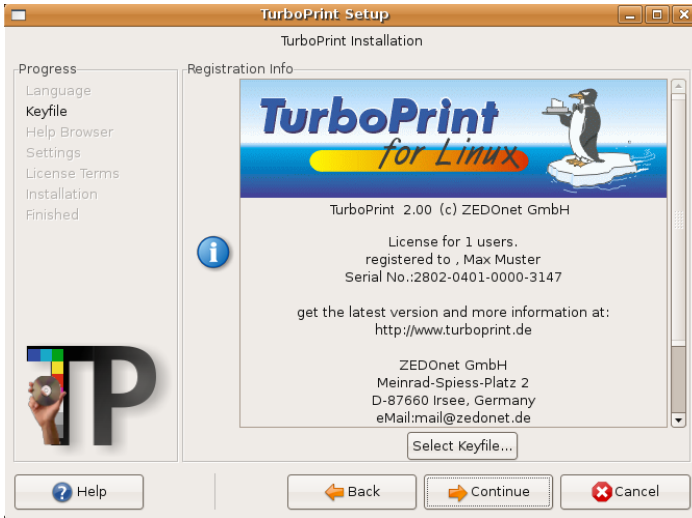 TurboPrint Setup
TurboPrint Installation
Progress
Language
Keyfile
Help Browser
Settings
License Terms
Installation
Finished
TP
Registration Info
TurboPrint
for Linux
TurboPrint 2.00 (c) ZEDOnet GmbH
License for 1 users.
registered to , Max Muster
Serial No.:2802-0401-0000-3147
get the latest version and more information at:
http://www.turboprint.de
ZEDOnet GmbH
Meinrad-Spiess-Platz 2
D-87660 Irsee, Germany
eMail:mail@zedonet.de
Select Keyfile...
Help
Back
Continue
Cancel